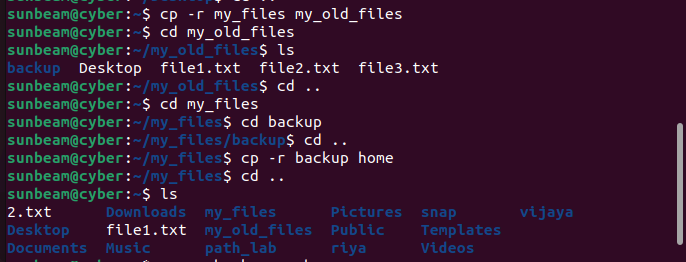 sunbeam@cyber:~$ cp -r my_files my_old_files
sunbeam@cyber:~$ cd my_old_files
sunbeam@cyber:~/my_old_files$ ls
backup  Desktop  file1.txt  file2.txt  file3.txt
sunbeam@cyber:~/my_old_files$ cd ..
sunbeam@cyber:~$ cd my_files
sunbeam@cyber:~/my_files$ cd backup
sunbeam@cyber:~/my_files/backup$ cd ..
sunbeam@cyber:~/my_files$ cp -r backup home
sunbeam@cyber:~/my_files$ cd ..
sunbeam@cyber:~$ ls
2.txt      Downloads  my_files      Pictures  snap       vijaya
Desktop    file1.txt  my_old_files  Public    Templates
Documents  Music      path_lab      riya      Videos